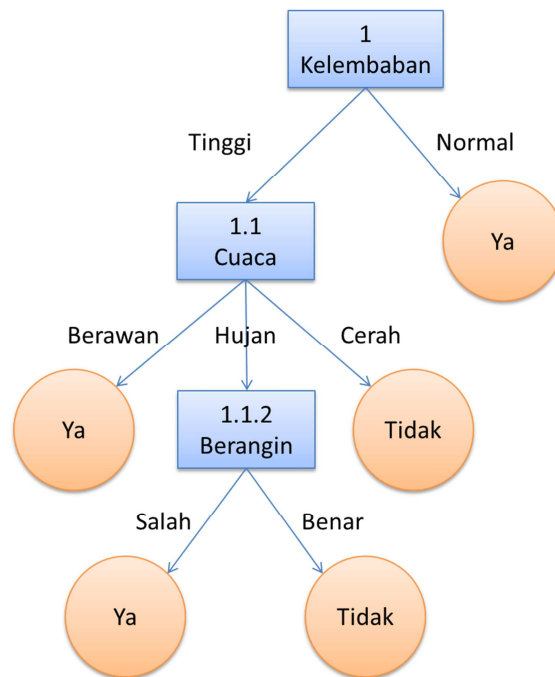 1
Kelembaban
Tinggi
Normal
1.1
Cuaca
Ya
Berawan
Hujan
Cerah
Ya
1.1.2
Berangin
Tidak
Salah
Benar
Ya
Tidak